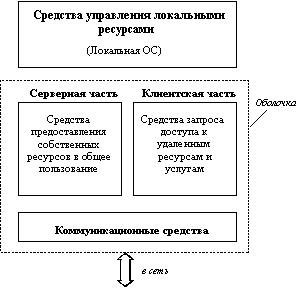 Средства управления локальными
ресурсами
(Локальная ОС)
Серверная часть
Клиентская часть
Оболочка
Средства
предоставления
собственных
ресурсов в общее
пользование
Средства запроса
доступа к
удаленным
ресурсам и
услугам
Коммуникационные средства
в сеть